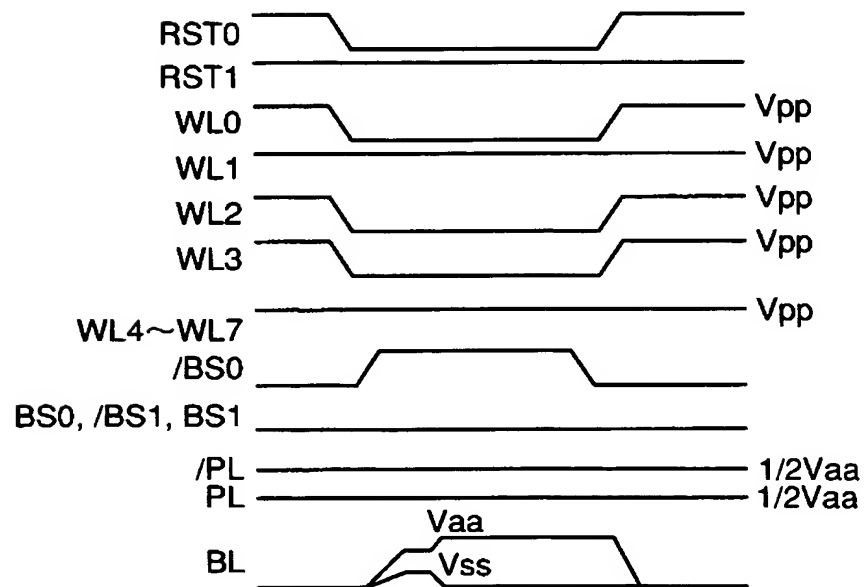 RST0
RST1
WL0 Vpp
WL1 Vpp
WL2 Vpp
WL3 Vpp
WL4~WL7 Vpp
/BS0
BS0, /BS1, BS1
/PL 1/2Vaa
PL 1/2Vaa
Vaa
BL Vss